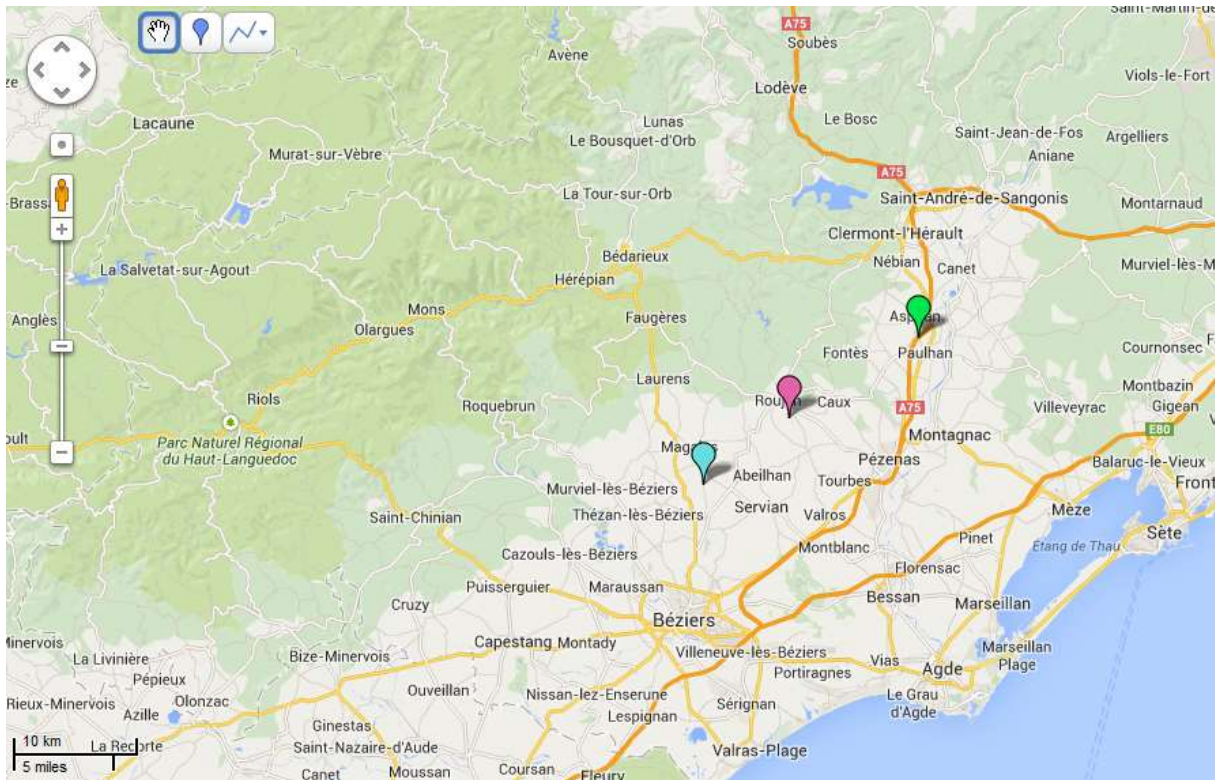 Saint-Martin-de
A75
Soubès
Avène
Viols-le-Fort
Lodève
Lacaune
Lunas
Le Bosc
Le Bousquet-d'Orb
Saint-Jean-de-Fos
Argelliers
Murat-sur-Vèbre
Aniane
A75
La Tour-sur-Orb
Saint-André-de-Sangonis
Montarnaud
-Brass
Clermont-l'Hérault
Bédarieux
Nébian
Canet
Murviel-lès-M
La Salvetat-sur-Agout
Hérépian
Mons
Anglès
Olargues
Faugères
Fontès
Paulhan
Cournonsec
Laurens
Montbazin
Riols
Roquebrun
Caux
A75
Villeveyrac
Gigean
Parc Naturel Régional
du Haut-Languedoc
E80
Montagnac
Pézenas
Balaruc-le-Vieux
Abeilhan
Tourbes
Front
Murviel-lès-Béziers
Servian
Mèze
Saint-Chinian
Thézan-lès-Béziers
Valros
Sète
Pinet
Étang de Thau
Cazouls-lès-Béziers
Montblanc
Florensac
Puisserguier
Maraussan
Bessan
Marseillan
Cruzy
Béziers
Minervois
Capestang
Montady
Marseillan
Plage
La Livinière
Bize-Minervois
Villeneuve-lès-Béziers
Vias
Agde
Pépieux
Portiragnes
Rieux-Minervois
Olonzac
Ouveillan
Nissan-lez-Enserune
Sérignan
Le Grau
d'Agde
Azille
Lespignan
Ginestas
10 km
La Redorte
Saint-Nazaire-d'Aude
Valras-Plage
5 miles
Canet
Moussan
Coursan
Fleury